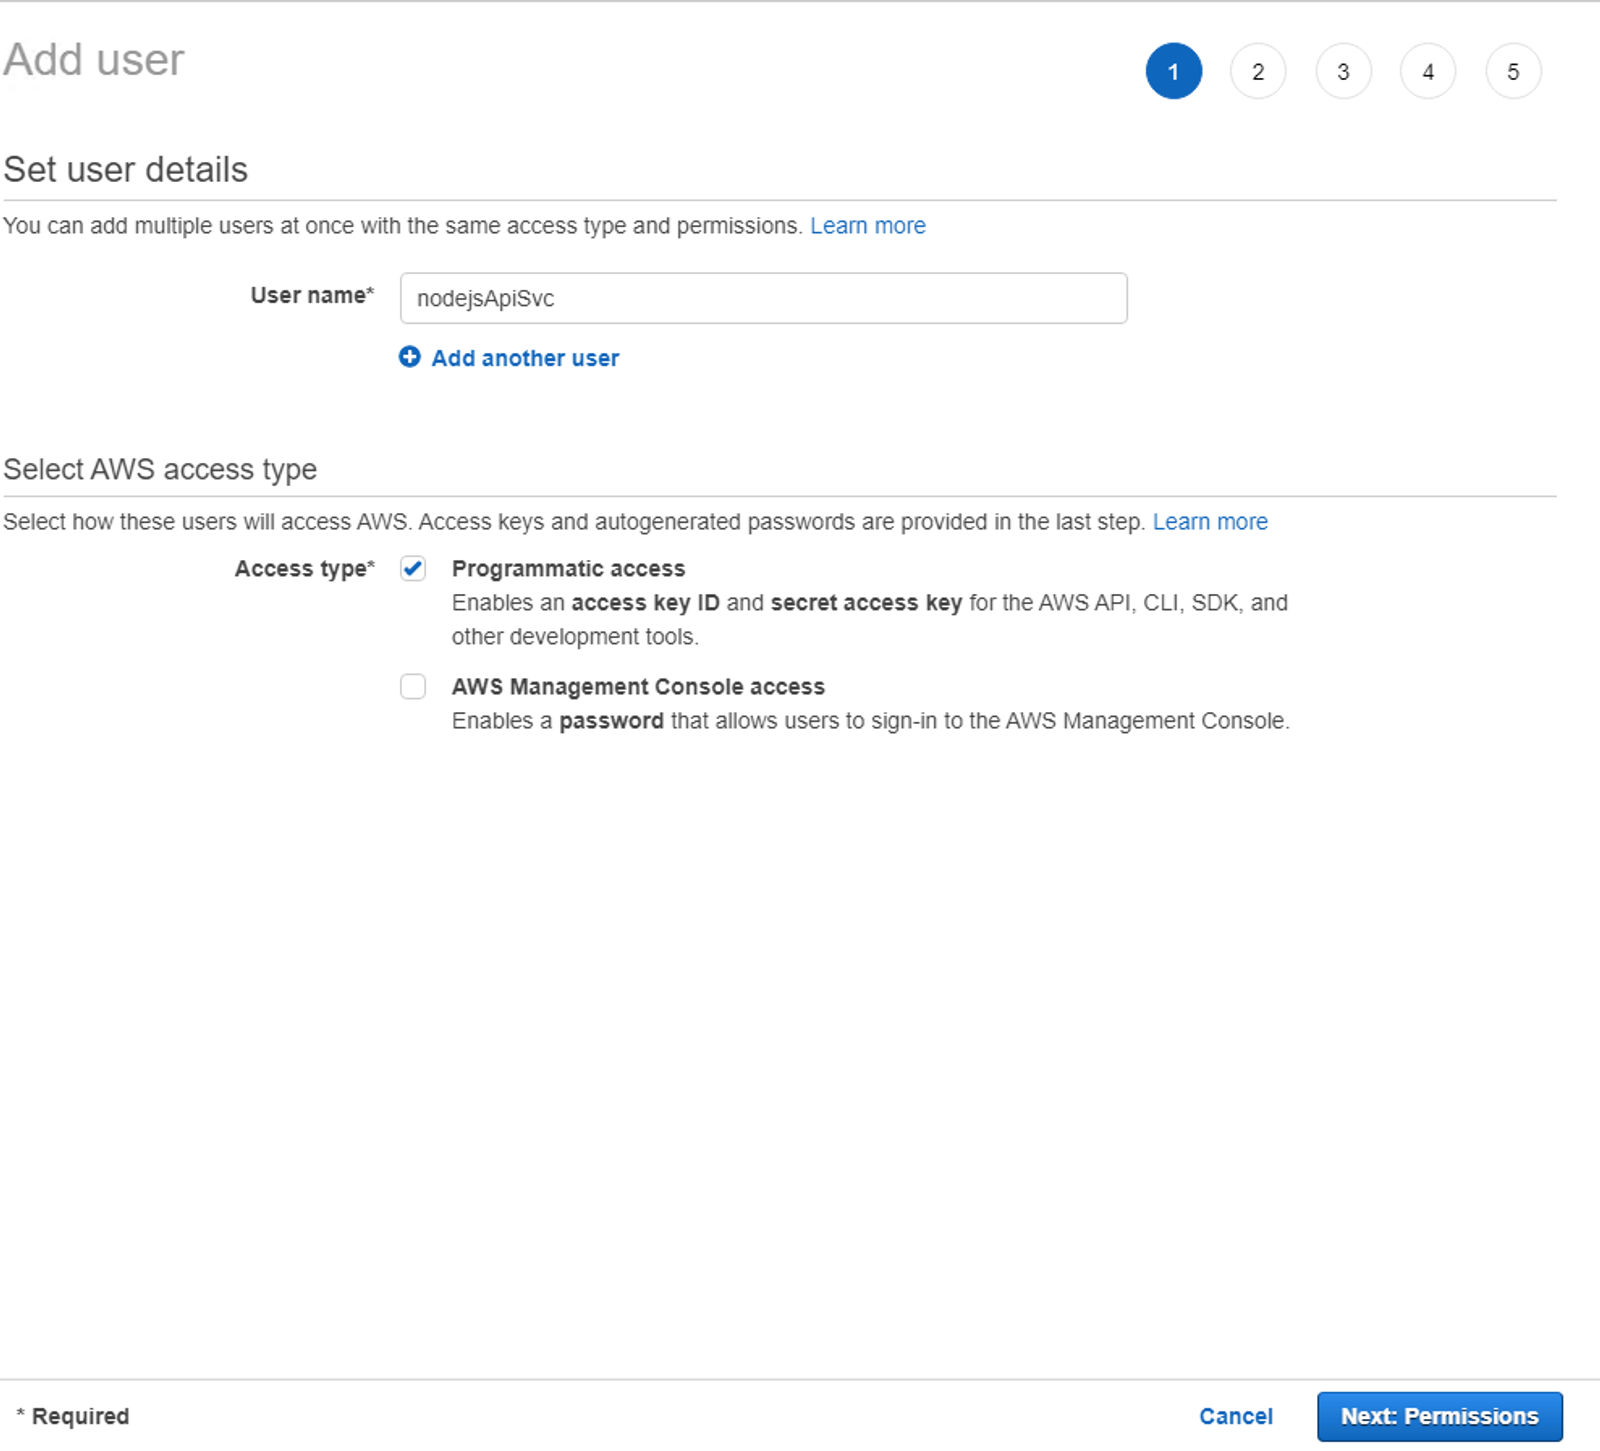 Add user
1 2 3 4 5
Set user details
You can add multiple users at once with the same access type and permissions. Learn more
User name* nodejsApiSvc
Add another user
Select AWS access type
Select how these users will access AWS. Access keys and autogenerated passwords are provided in the last step. Learn more
Access type* Programmatic access
Enables an access key ID and secret access key for the AWS API, CLI, SDK, and
other development tools.
AWS Management Console access
Enables a password that allows users to sign-in to the AWS Management Console.
* Required Cancel Next: Permissions